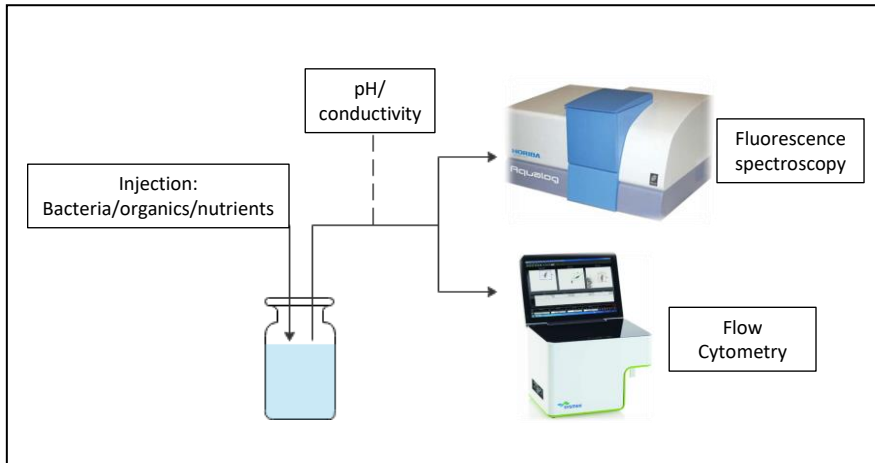 pH/
conductivity
Injection:
Bacteria/organics/nutrients
HORIBA
Aqualog
Fluorescence
spectroscopy
Flow
Cytometry